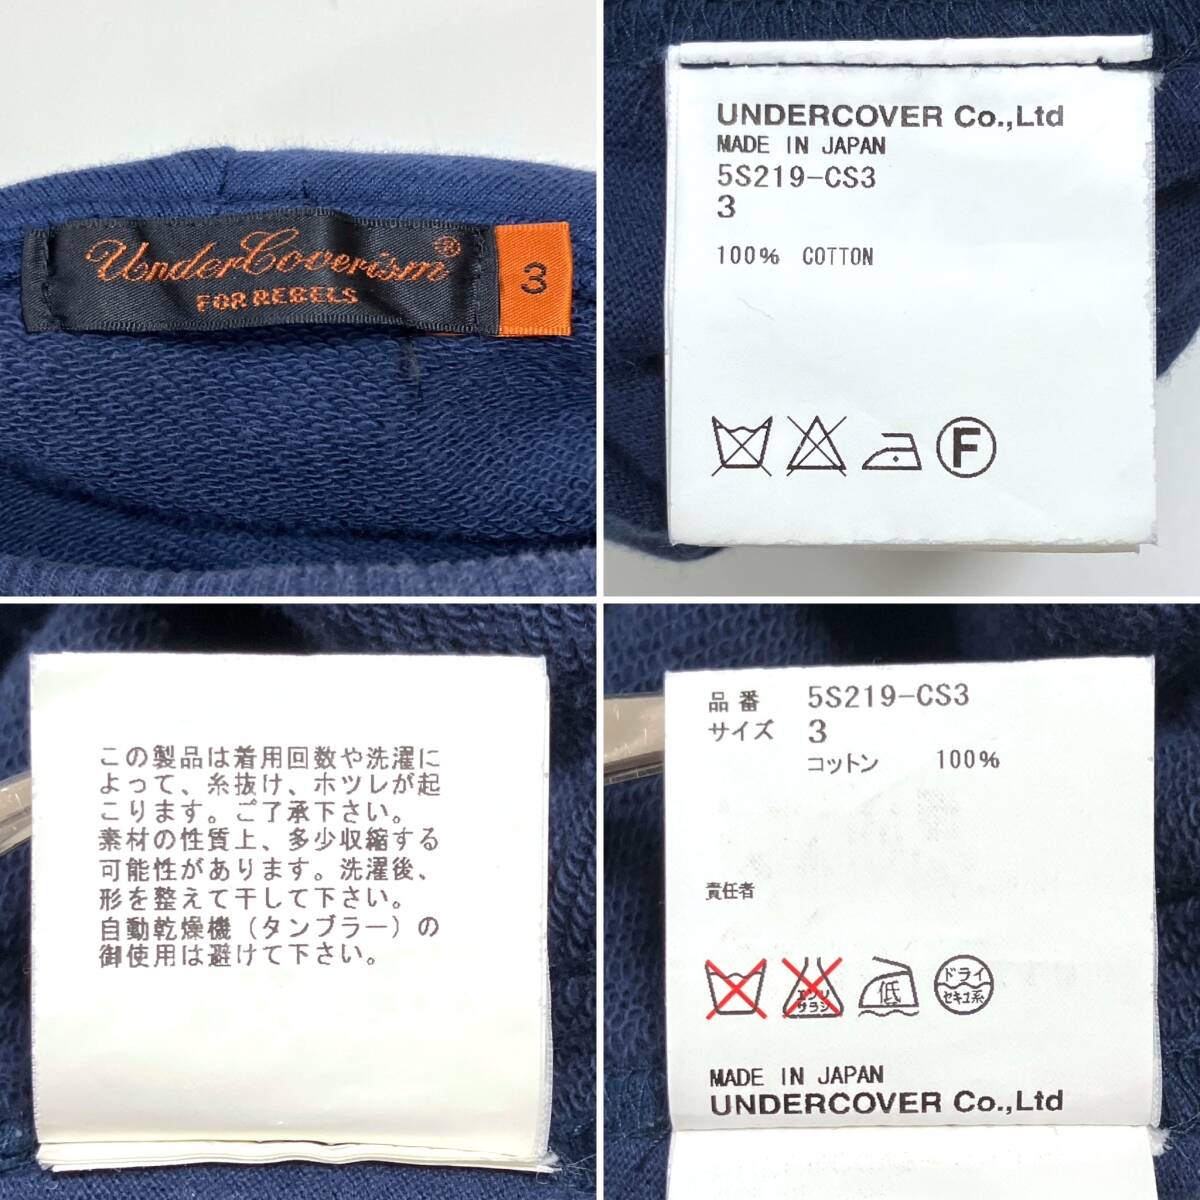 UnderCoverism®
FOR REBELS
3
UNDERCOVER Co.,Ltd
MADE IN JAPAN
5S219-CS3
3
100% COTTON
F
この製品は着用回数や洗濯に
よって、糸抜け、ホツレが起
こります。ご了承下さい。
素材の性質上、多少収縮する
可能性があります。洗濯後、
形を整えて干して下さい。
自動乾燥機（タンブラー）の
御使用は避けて下さい。
品番 5S219-CS3
サイズ 3
コットン 100%
責任者
エンソ
サラシ
低
ドライ
セキユ系
MADE IN JAPAN
UNDERCOVER Co.,Ltd